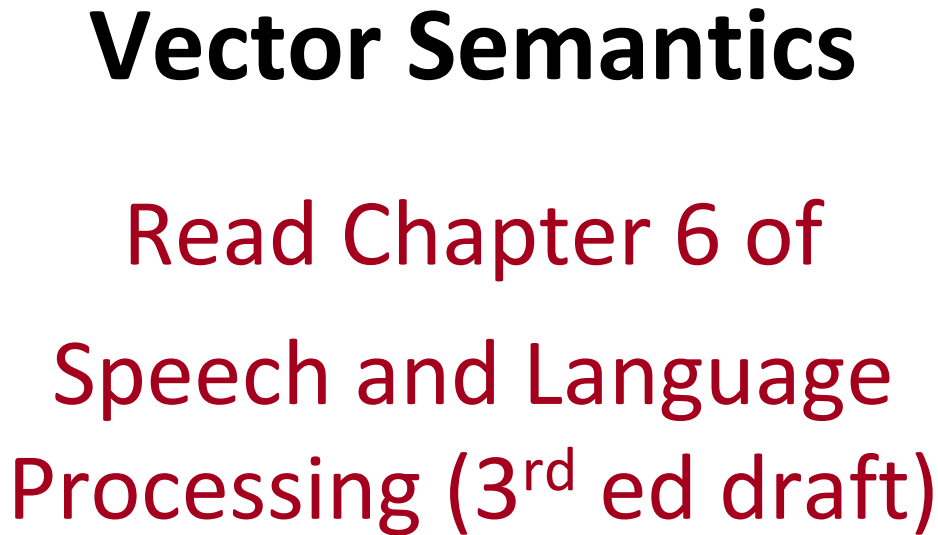 Vector Semantics
Read Chapter 6 of
Speech and Language
Processing (3rd ed draft)